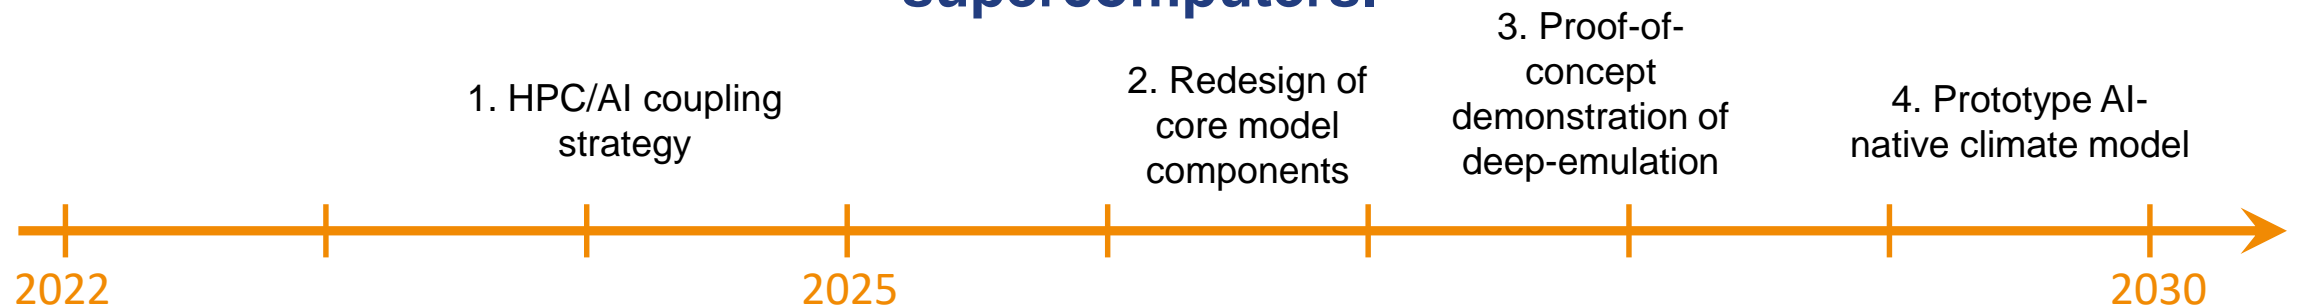 supercomputers.
1. HPC/AI coupling
strategy
2. Redesign of
core model
components
3. Proof-of-
concept
demonstration of
deep-emulation
4. Prototype AI-
native climate model
2022
2025
2030